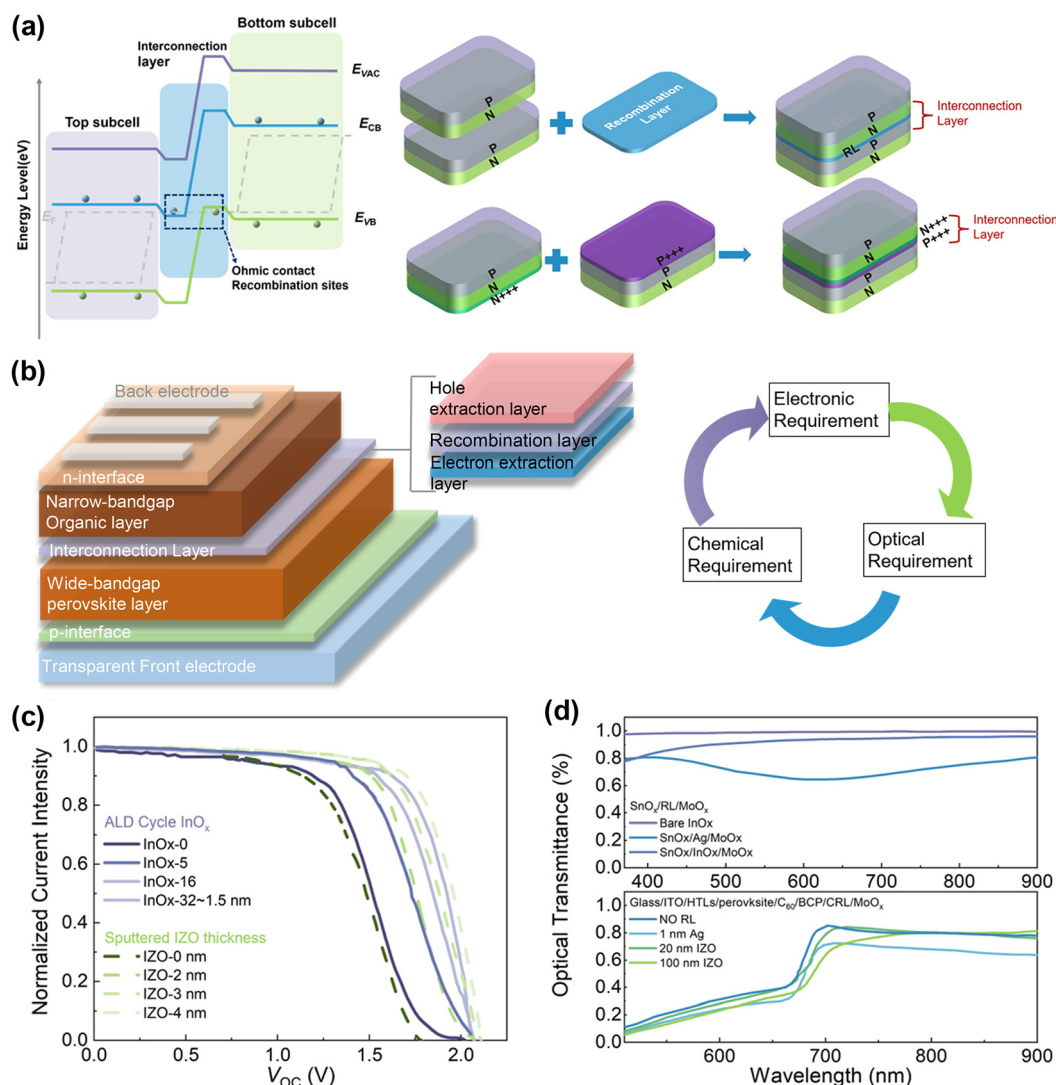 (a)
Bottom subcell
Interconnection
layer
E_VAC
Top subcell
E_CB
Energy Level(eV)
E_F
E_VB
Ohmic contact
Recombination sites
P
N
P
N
Recombination
Layer
P
RL N
P
N
Interconnection
Layer
P
N
N+++
P+++
P
N
P
N
P
N
N+++
P+++
Interconnection
Layer
(b)
Back electrode
n-interface
Narrow-bandgap
Organic layer
Interconnection Layer
Wide-bandgap
perovskite layer
p-interface
Transparent Front electrode
Hole
extraction layer
Recombination layer
Electron extraction
layer
Electronic
Requirement
Chemical
Requirement
Optical
Requirement
(c)
Normalized Current Intensity
1.0
0.8
0.6
0.4
0.2
0.0
ALD Cycle InOₓ
InOx-0
InOx-5
InOx-16
InOx-32~1.5 nm
Sputtered IZO thickness
IZO-0 nm
IZO-2 nm
IZO-3 nm
IZO-4 nm
0.0 0.5 1.0 1.5 2.0
V_OC (V)
(d)
Optical Transmittance (%)
1.0
0.8
0.6
0.4
0.2
0.0
SnOₓ/RL/MoOₓ
Bare InOx
SnOx/Ag/MoOx
SnOx/InOx/MoOx
400 500 600 700 800 900
1.0
0.8
0.6
0.4
0.2
0.0
Glass/ITO/HTLs/perovksite/C₆₀/BCP/CRL/MoOₓ
NO RL
1 nm Ag
20 nm IZO
100 nm IZO
600 700 800 900
Wavelength (nm)